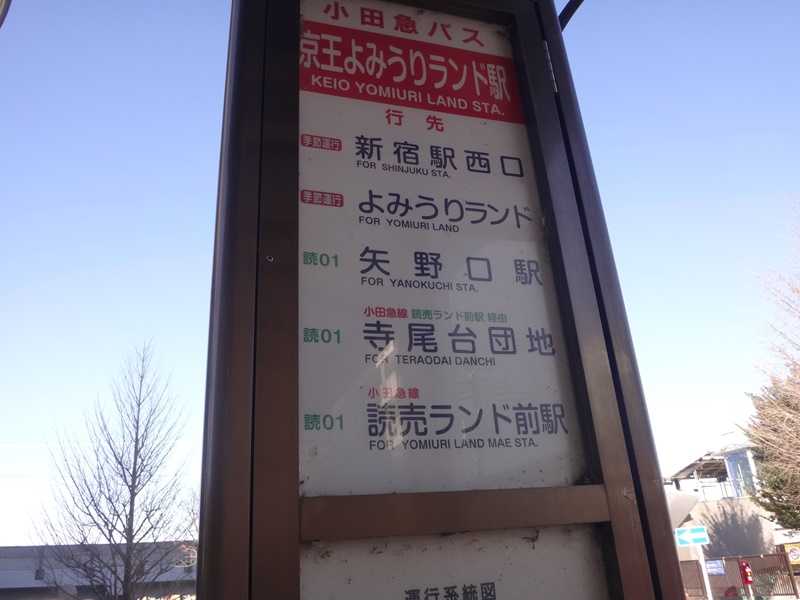 小田急バス
京王よみうりランド駅
KEIO YOMIURI LAND STA.
行先
季節運行 新宿駅西口
FOR SHINJUKU STA.
季節運行 よみうりランド
FOR YOMIURI LAND
読01 矢野口駅
FOR YANOKUCHI STA.
小田急線 読売ランド前駅 経由
読01 寺尾台団地
FOR TERAODAI DANCHI
小田急線
読01 読売ランド前駅
FOR YOMIURI LAND MAE STA.
運行系統図